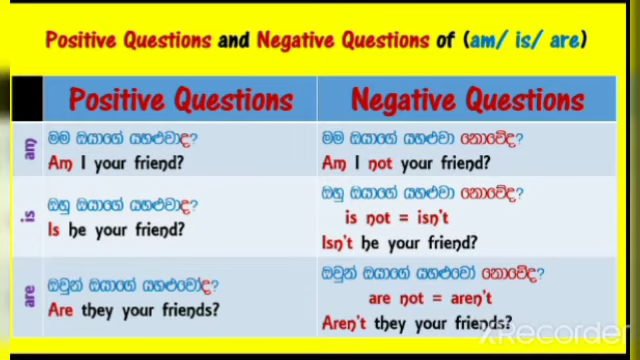 Positive Questions and Negative Questions of (am/ is/ are)
Positive Questions
Negative Questions
am
මම ඔයාගේ යහළුවාද?
Am I your friend?
මම ඔයාගේ යහළුවා නොවේද?
Am I not your friend?
is
ඔහු ඔයාගේ යහළුවාද?
Is he your friend?
ඔහු ඔයාගේ යහළුවා නොවේද?
is not = isn't
Isn't he your friend?
are
ඔවුන් ඔයාගේ යහළුවෝද?
Are they your friends?
ඔවුන් ඔයාගේ යහළුවෝ නොවේද?
are not = aren't
Aren't they your friends?
XRecorder